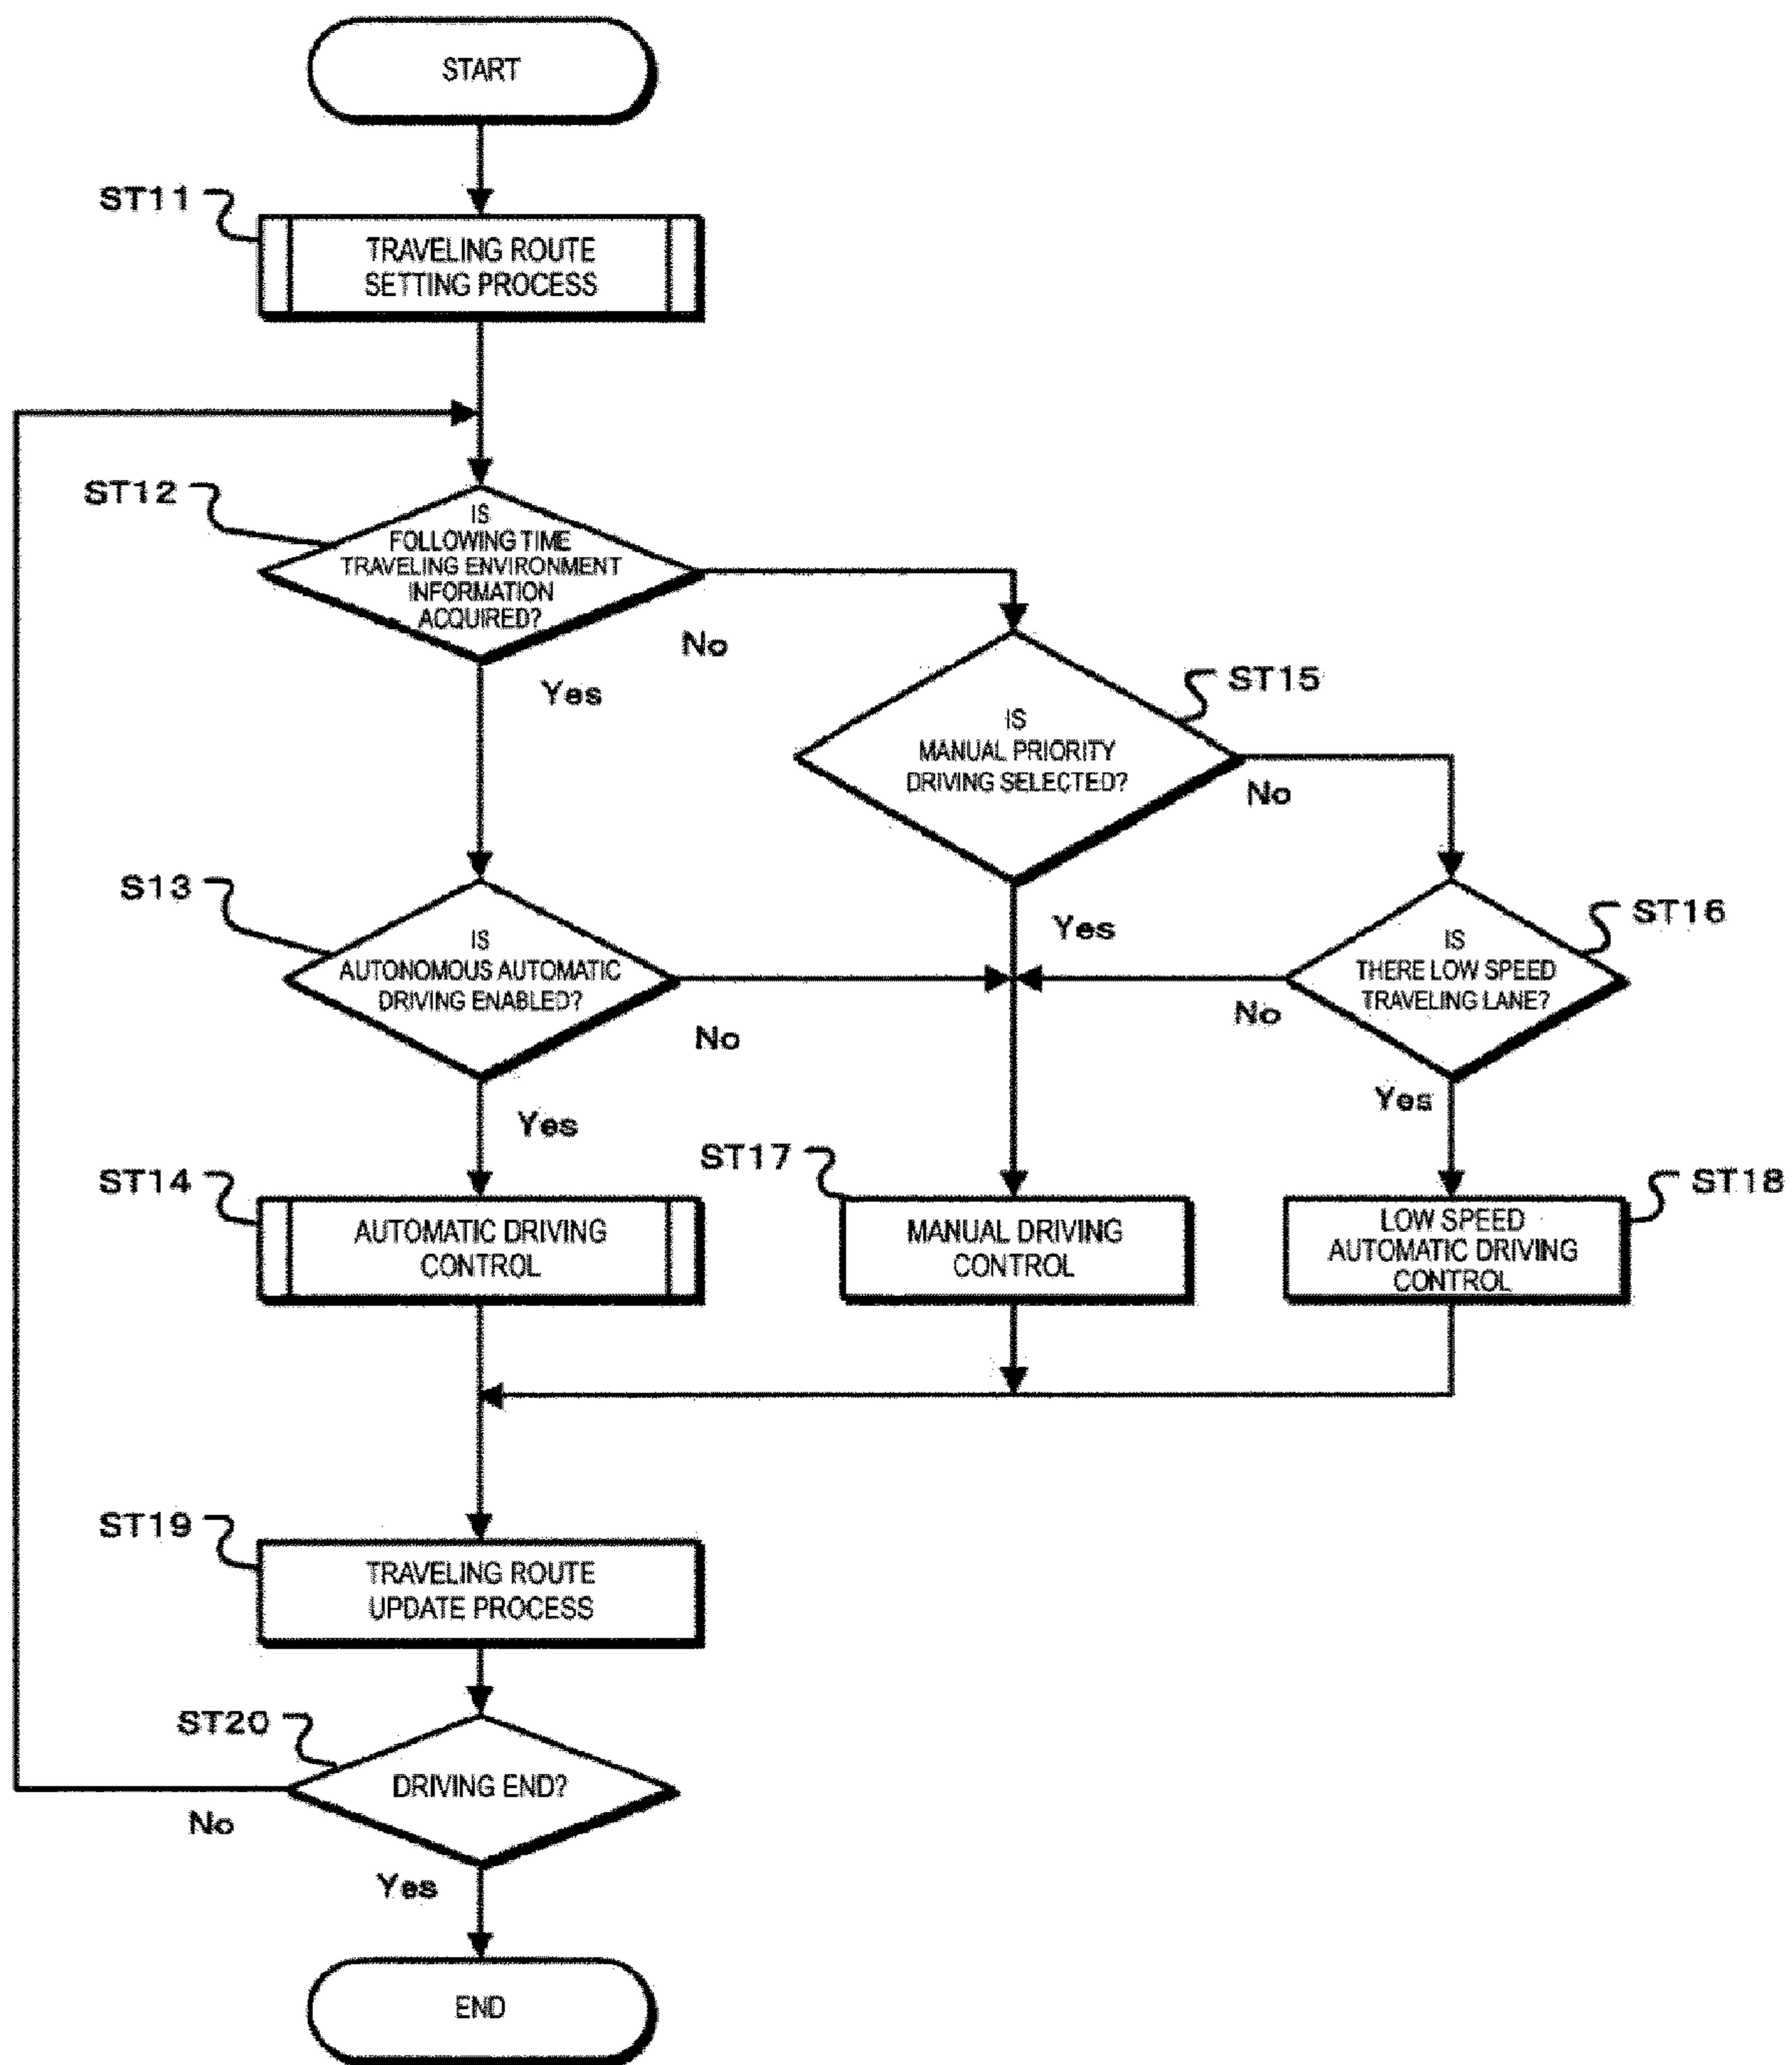 START
ST11
TRAVELING ROUTE
SETTING PROCESS
ST12
IS
FOLLOWING TIME
TRAVELING ENVIRONMENT
INFORMATION
ACQUIRED?
No
Yes
ST15
IS
MANUAL PRIORITY
DRIVING SELECTED?
No
Yes
S13
IS
AUTONOMOUS AUTOMATIC
DRIVING ENABLED?
No
Yes
ST16
IS
THERE LOW SPEED
TRAVELING LANE?
No
Yes
ST14
AUTOMATIC DRIVING
CONTROL
ST17
MANUAL DRIVING
CONTROL
ST18
LOW SPEED
AUTOMATIC DRIVING
CONTROL
ST19
TRAVELING ROUTE
UPDATE PROCESS
ST20
DRIVING END?
No
Yes
END